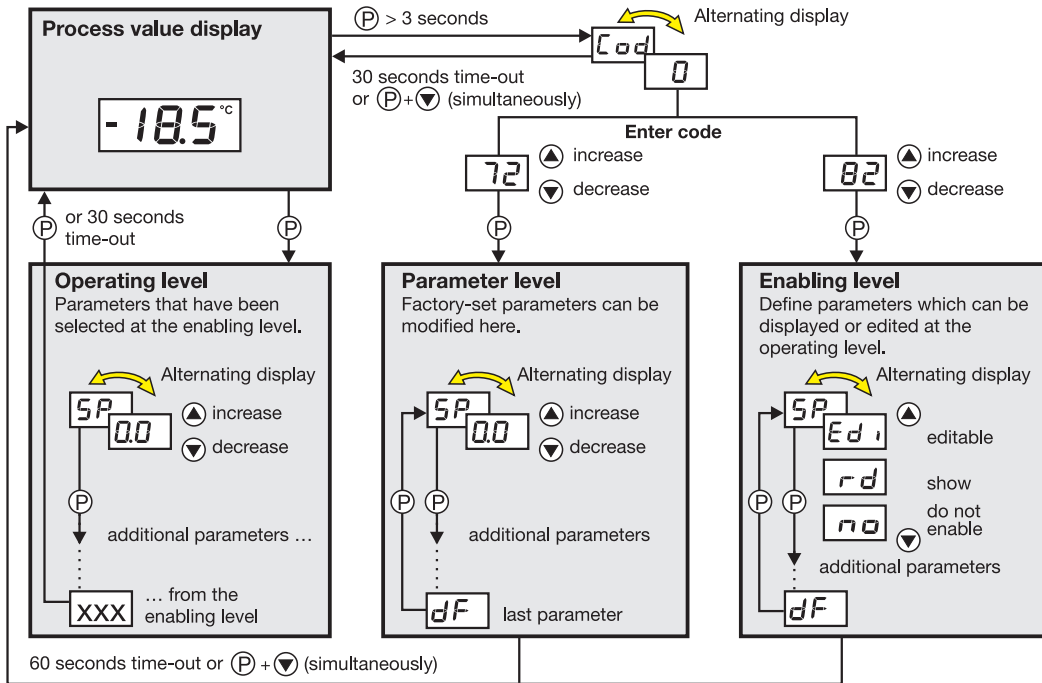 Process value display
-18.5 °C
P > 3 seconds
30 seconds time-out
or P + ▼ (simultaneously)
Alternating display
Cod
0
Enter code
72
▲ increase
▼ decrease
P
82
▲ increase
▼ decrease
P
P or 30 seconds
time-out
P
Operating level
Parameters that have been
selected at the enabling level.
Alternating display
SP
0.0
▲ increase
▼ decrease
P
additional parameters ...
xxx
... from the
enabling level
Parameter level
Factory-set parameters can be
modified here.
Alternating display
SP
0.0
▲ increase
▼ decrease
P P
additional parameters
dF
last parameter
Enabling level
Define parameters which can be
displayed or edited at the
operating level.
Alternating display
SP
Edi
editable
rd
show
no
do not
enable
P P
additional parameters
dF
60 seconds time-out or P + ▼ (simultaneously)